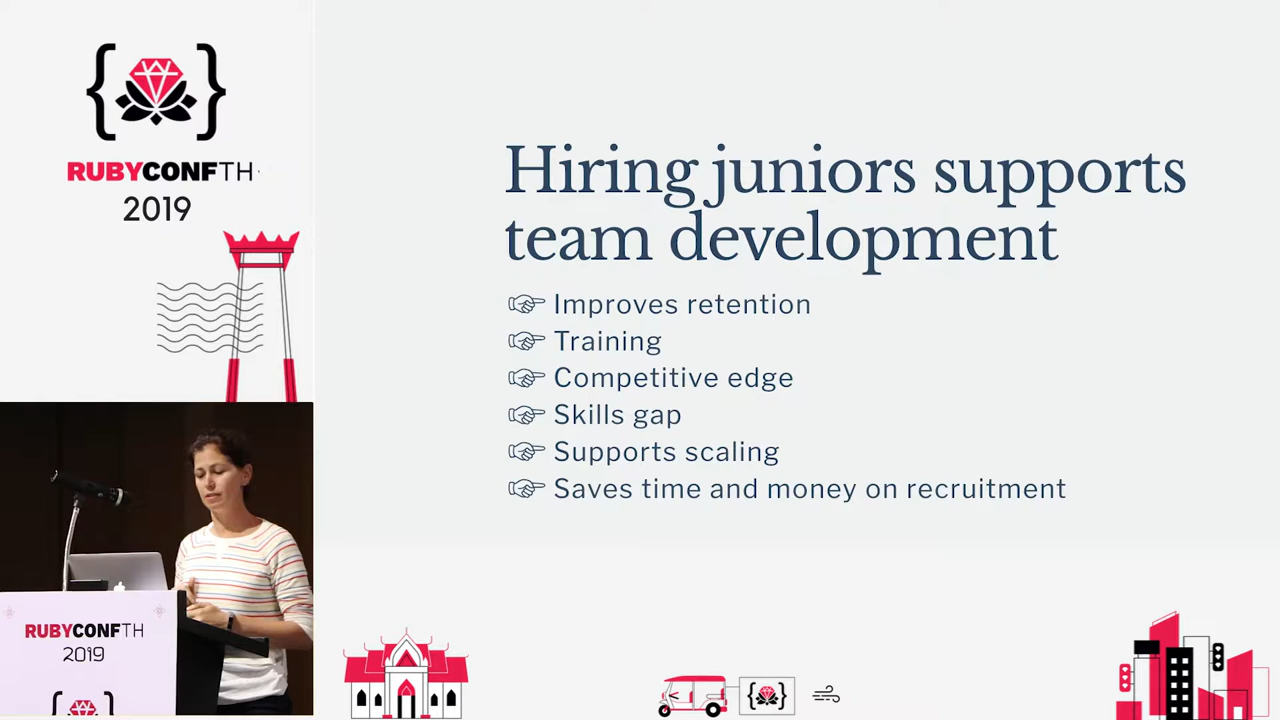 RUBYCONFTH
2019
Hiring juniors supports
team development
Improves retention
Training
Competitive edge
Skills gap
Supports scaling
Saves time and money on recruitment
RUBYCONFTH
2019